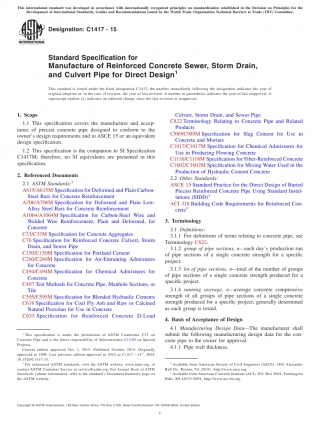 This international standard was developed in accordance with internationally recognized principles on standardization established in the Decision on Principles for the
Development of International Standards, Guides and Recommendations issued by the World Trade Organization Technical Barriers to Trade (TBT) Committee.
INTERNATIONAL
Designation: C1417 − 15
Standard Specification for
Manufacture of Reinforced Concrete Sewer, Storm Drain,
and Culvert Pipe for Direct Design1
This standard is issued under the fixed designation C1417; the number immediately following the designation indicates the year of
original adoption or, in the case of revision, the year of last revision. A number in parentheses indicates the year of last reapproval. A
superscript epsilon (ε) indicates an editorial change since the last revision or reapproval.
1. Scope
1.1 This specification covers the manufacture and accep-
tance of precast concrete pipe designed to conform to the
owner's design requirements and to ASCE 15 or an equivalent
design specification.
1.2 This specification is the companion to SI Specification
C1417M; therefore, no SI equivalents are presented in this
specification.
2. Referenced Documents
2.1 ASTM Standards:2
A615/A615M Specification for Deformed and Plain Carbon-
Steel Bars for Concrete Reinforcement
A706/A706M Specification for Deformed and Plain Low-
Alloy Steel Bars for Concrete Reinforcement
A1064/A1064M Specification for Carbon-Steel Wire and
Welded Wire Reinforcement, Plain and Deformed, for
Concrete
C33/C33M Specification for Concrete Aggregates
C76 Specification for Reinforced Concrete Culvert, Storm
Drain, and Sewer Pipe
C150/C150M Specification for Portland Cement
C260/C260M Specification for Air-Entraining Admixtures
for Concrete
C494/C494M Specification for Chemical Admixtures for
Concrete
C497 Test Methods for Concrete Pipe, Manhole Sections, or
Tile
C595/C595M Specification for Blended Hydraulic Cements
C618 Specification for Coal Fly Ash and Raw or Calcined
Natural Pozzolan for Use in Concrete
C655 Specification for Reinforced Concrete D-Load
Culvert, Storm Drain, and Sewer Pipe
C822 Terminology Relating to Concrete Pipe and Related
Products
C989/C989M Specification for Slag Cement for Use in
Concrete and Mortars
C1017/C1017M Specification for Chemical Admixtures for
Use in Producing Flowing Concrete
C1116/C1116M Specification for Fiber-Reinforced Concrete
C1602/C1602M Specification for Mixing Water Used in the
Production of Hydraulic Cement Concrete
2.2 Other Standards:
ASCE 15 Standard Practice for the Direct Design of Buried
Precast Reinforced Concrete Pipe Using Standard Instal-
lations (SIDD)3
ACI 318 Building Code Requirements for Reinforced Con-
crete4
3. Terminology
3.1 Definitions:
3.1.1 For definitions of terms relating to concrete pipe, see
Terminology C822.
3.1.2 group of pipe sections, n—each day's production run
of pipe sections of a single concrete strength for a specific
project.
3.1.3 lot of pipe sections, n—total of the number of groups
of pipe sections of a single concrete strength produced for a
specific project.
3.1.4 running average, n—average concrete compressive
strength of all groups of pipe sections of a single concrete
strength produced for a specific project, generally determined
as each group is tested.
4. Basis of Acceptance of Design
4.1 Manufacturing Design Data—The manufacturer shall
submit the following manufacturing design data for the con-
crete pipe to the owner for approval.
4.1.1 Pipe wall thickness.
1 This specification is under the jurisdiction of ASTM Committee C13 on
Concrete Pipe and is the direct responsibility of Subcommittee
Current edition approved Oct. 1, 2015. Published October 2015. Originally
approved in 1998. Last previous edition approved in 2014 as
2 For referenced ASTM standards, visit the ASTM website, www.astm.org, or
contact ASTM Customer Service at service@astm.org. For Annual Book of ASTM
Standards volume information, refer to the standard's Document Summary page on
the ASTM website.
3 Available from American Society of Civil Engineers (ASCE), 1801 Alexander
Bell Dr., Reston, VA 20191, http://www.asce.org.
4 Available from American Concrete Institute (ACI), P.O. Box 9094, Farmington
Hills, MI 48333-9094, http://www.aci-int.org.
Copyright © ASTM International, 100 Barr Harbor Drive, PO Box C700, West Conshohocken, PA 19428-2959. United States
1